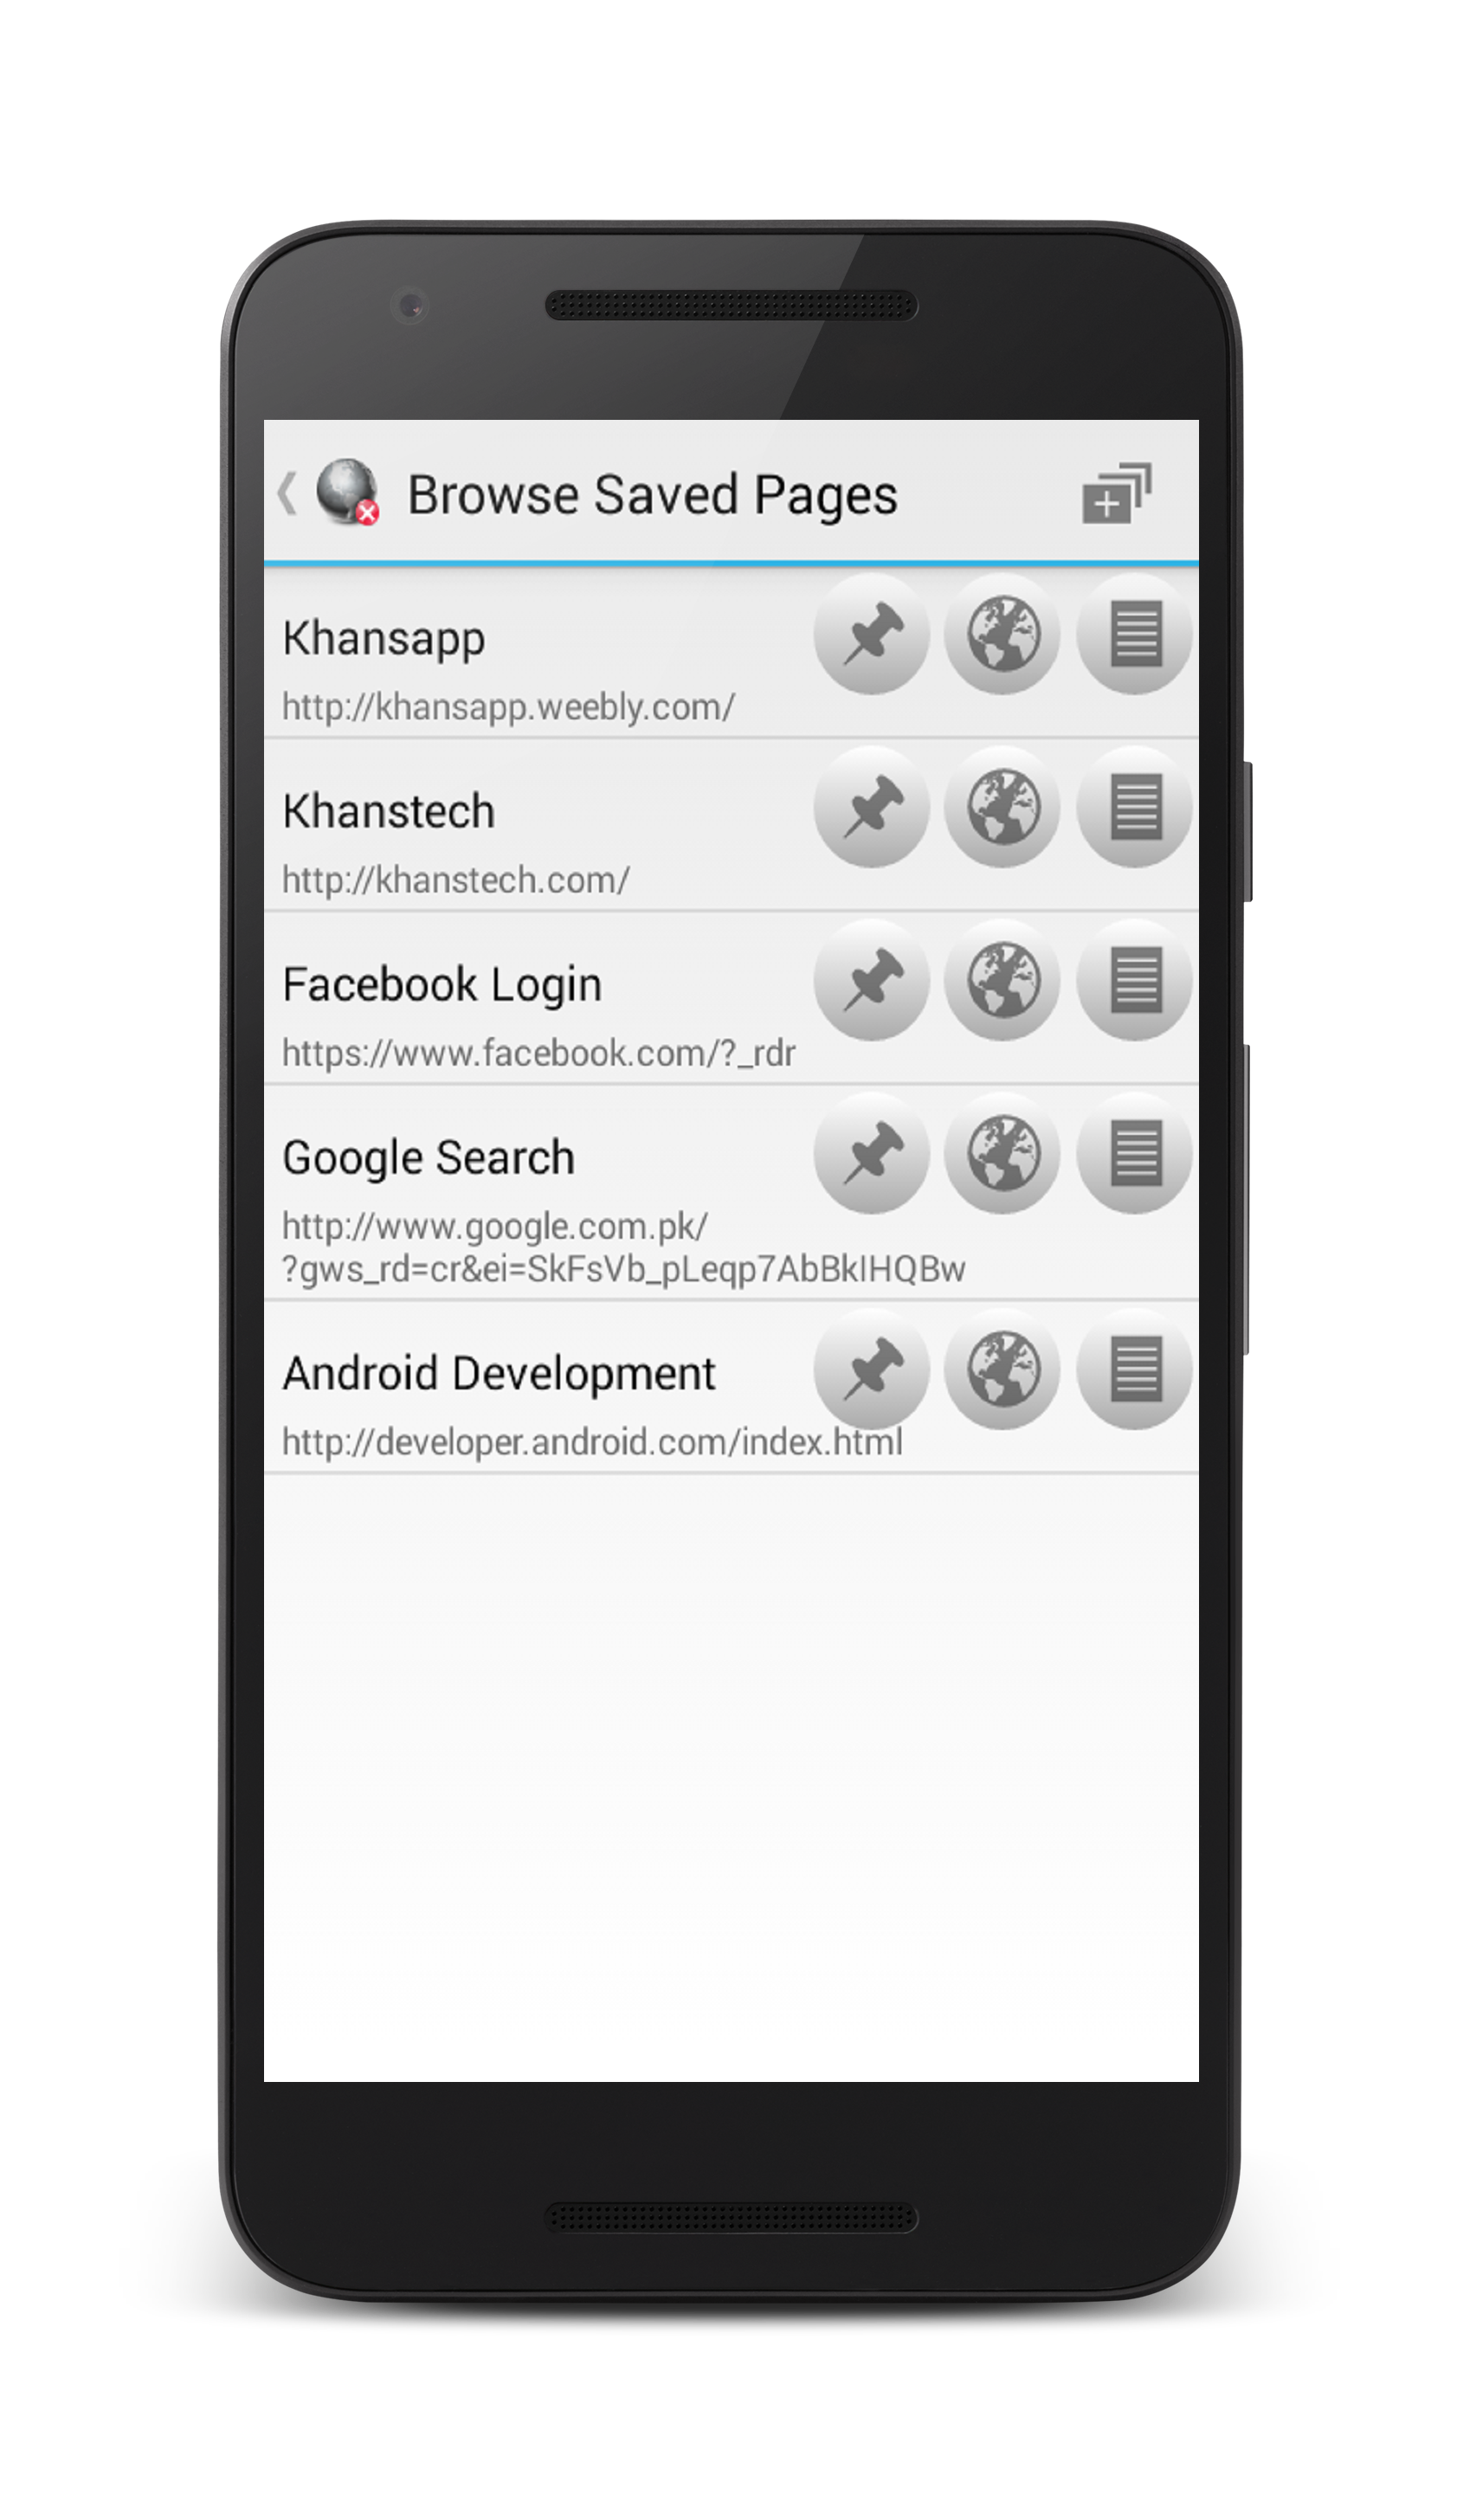 Browse Saved Pages
Khansapp
http://khansapp.weebly.com/
Khanstech
http://khanstech.com/
Facebook Login
https://www.facebook.com/?_rdr
Google Search
http://www.google.com.pk/
?gws_rd=cr&ei=SkFsVb_pLeqp7AbBkIHQBw
Android Development
http://developer.android.com/index.html